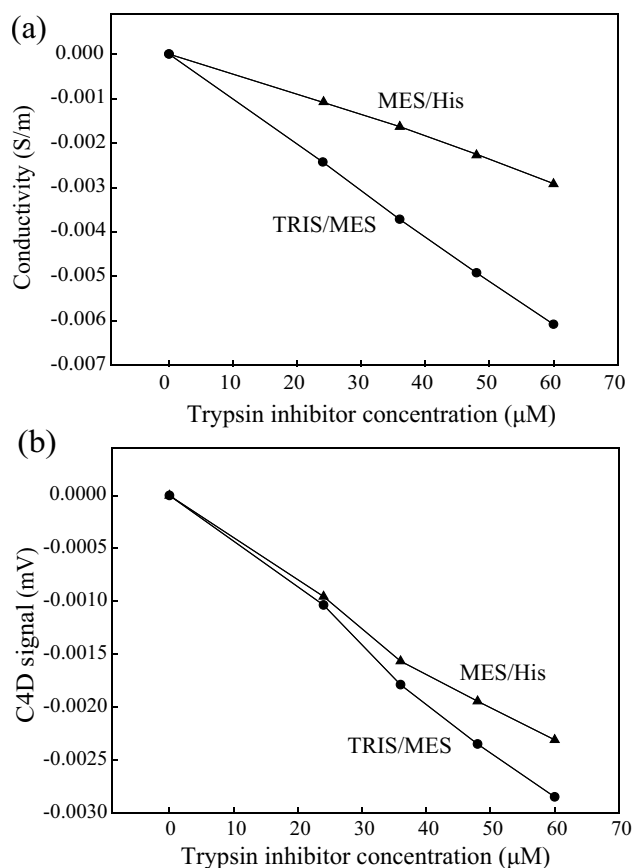 (a)
0.000
-0.001
-0.002
-0.003
-0.004
-0.005
-0.006
-0.007
Conductivity (S/m)
MES/His
TRIS/MES
0 10 20 30 40 50 60 70
Trypsin inhibitor concentration (μM)
(b)
0.0000
-0.0005
-0.0010
-0.0015
-0.0020
-0.0025
-0.0030
C4D signal (mV)
MES/His
TRIS/MES
0 10 20 30 40 50 60 70
Trypsin inhibitor concentration (μM)